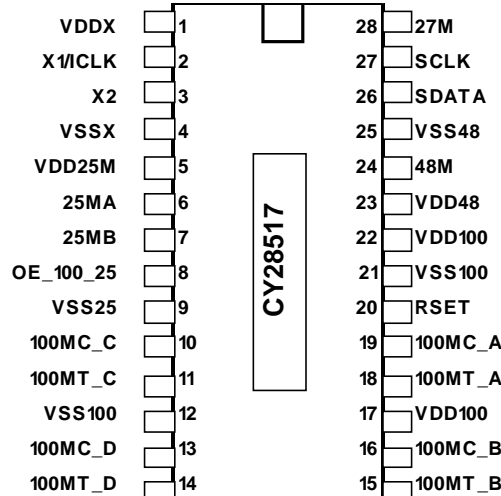 VDDX 1 28 27M
X1/ICLK 2 27 SCLK
X2 3 26 SDATA
VSSX 4 25 VSS48
VDD25M 5 24 48M
25MA 6 23 VDD48
25MB 7 22 VDD100
OE_100_25 8 21 VSS100
VSS25 9 20 RSET
100MC_C 10 19 100MC_A
100MT_C 11 18 100MT_A
VSS100 12 17 VDD100
100MC_D 13 16 100MC_B
100MT_D 14 15 100MT_B
CY28517